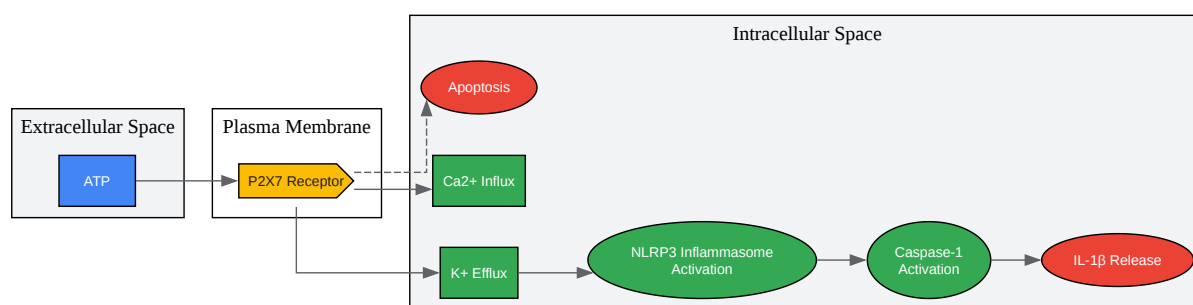 Intracellular Space
Apoptosis
Extracellular Space
Plasma Membrane
ATP
P2X7 Receptor
Ca2+ Influx
K+ Efflux
NLRP3 Inflammasome
Activation
Caspase-1
Activation
IL-1β Release